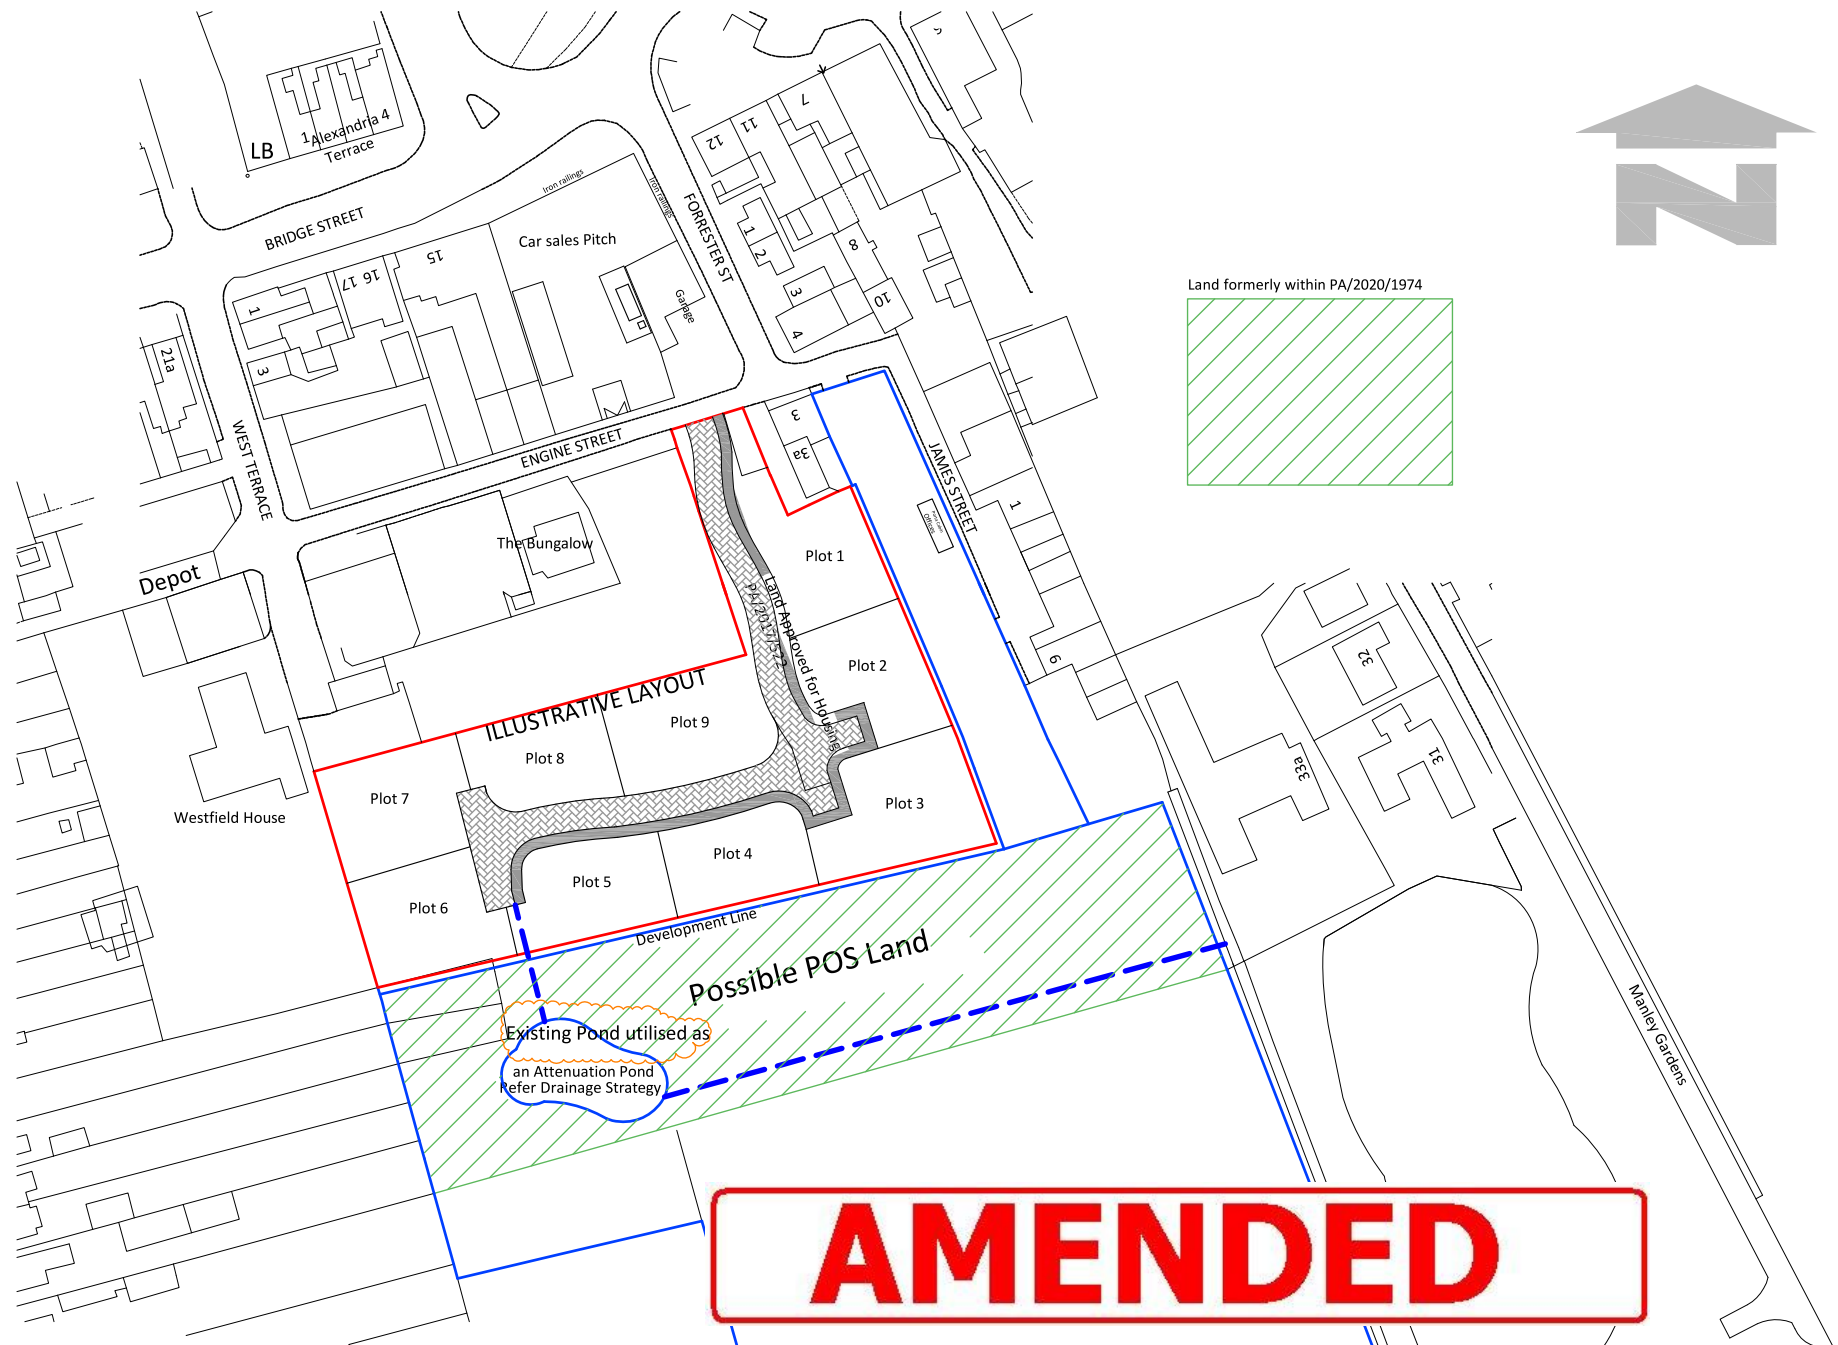 LB
1
Alexandria 4
Terrace
BRIDGE STREET
Iron railings
Iron railings
Car sales Pitch
Garage
FORRESTER ST
12
11
7
1
2
3
4
8
10
1
3
17
16
15
21a
WEST TERRACE
ENGINE STREET
3
3a
JAMES STREET
Offices
1
9
Land formerly within PA/2020/1974
N
Depot
The Bungalow
Westfield House
ILLUSTRATIVE LAYOUT
Land Approved for Housing
PA/2017/522
Plot 1
Plot 2
Plot 3
Plot 4
Plot 5
Plot 6
Plot 7
Plot 8
Plot 9
Development Line
Possible POS Land
Existing Pond utilised as
an Attenuation Pond
Refer Drainage Strategy
32
31
33a
Manley Gardens
AMENDED